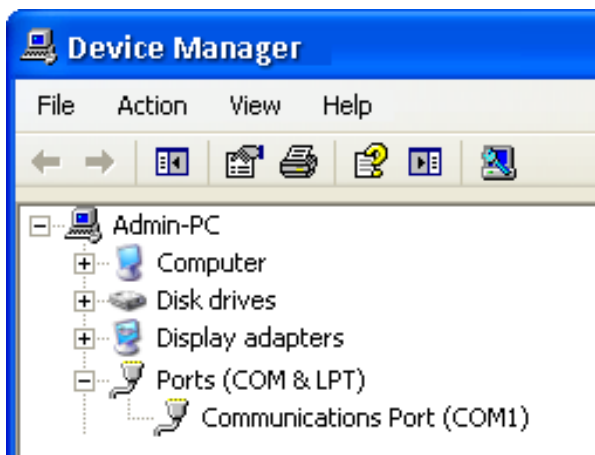 Device Manager
File Action View Help
Admin-PC
Computer
Disk drives
Display adapters
Ports (COM & LPT)
Communications Port (COM1)